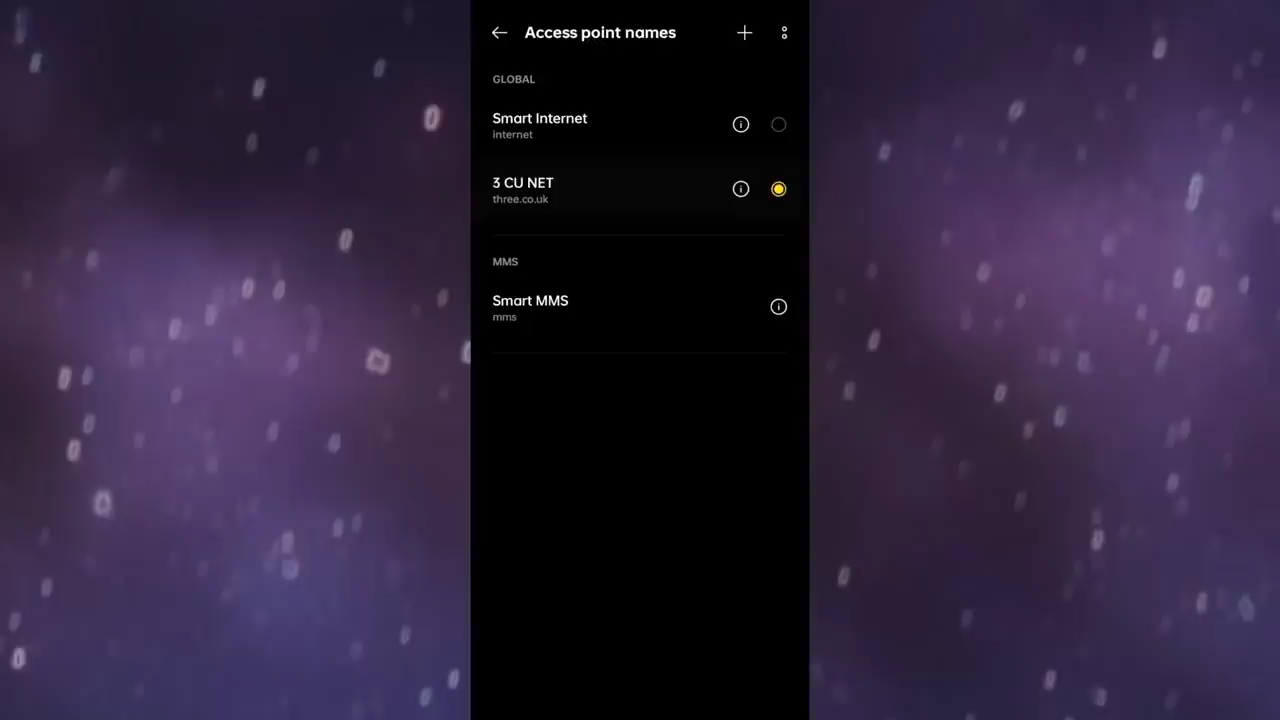 Access point names
GLOBAL
Smart Internet
internet
3 CU NET
three.co.uk
MMS
Smart MMS
mms